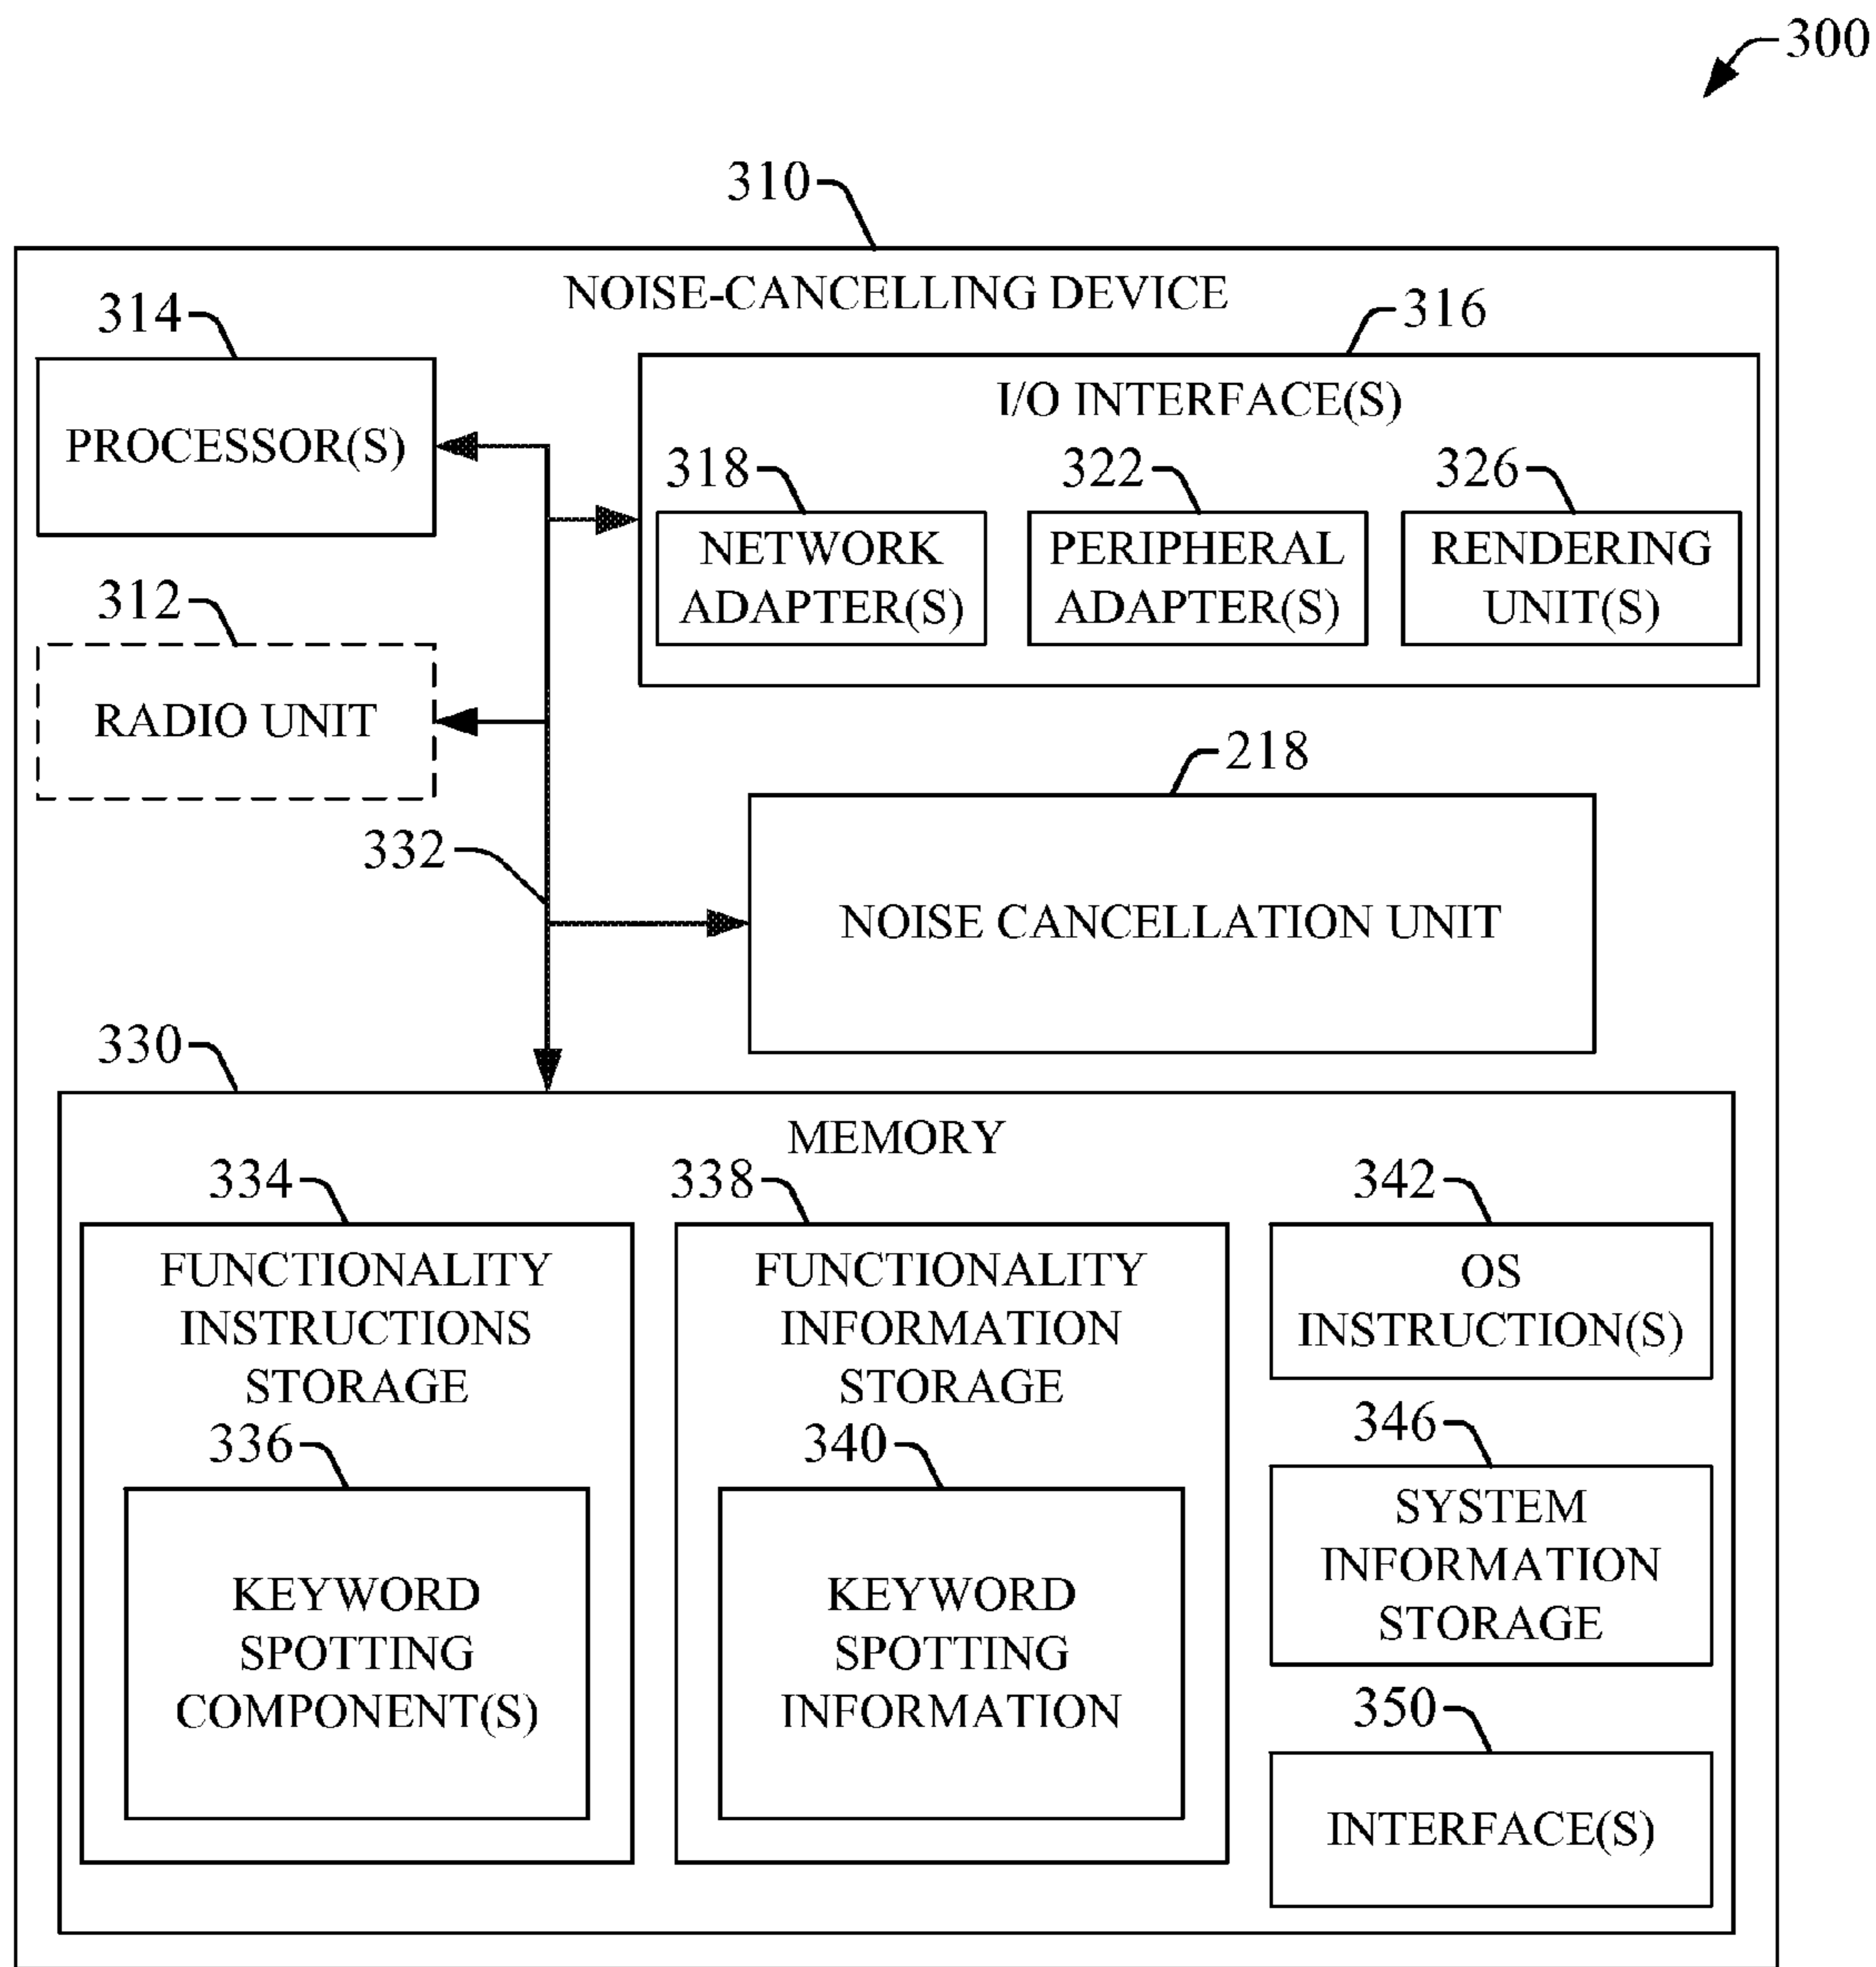 300
310
NOISE-CANCELLING DEVICE
314
PROCESSOR(S)
316
I/O INTERFACE(S)
318
NETWORK
ADAPTER(S)
322
PERIPHERAL
ADAPTER(S)
326
RENDERING
UNIT(S)
312
RADIO UNIT
332
218
NOISE CANCELLATION UNIT
330
MEMORY
334
FUNCTIONALITY
INSTRUCTIONS
STORAGE
336
KEYWORD
SPOTTING
COMPONENT(S)
338
FUNCTIONALITY
INFORMATION
STORAGE
340
KEYWORD
SPOTTING
INFORMATION
342
OS
INSTRUCTION(S)
346
SYSTEM
INFORMATION
STORAGE
350
INTERFACE(S)